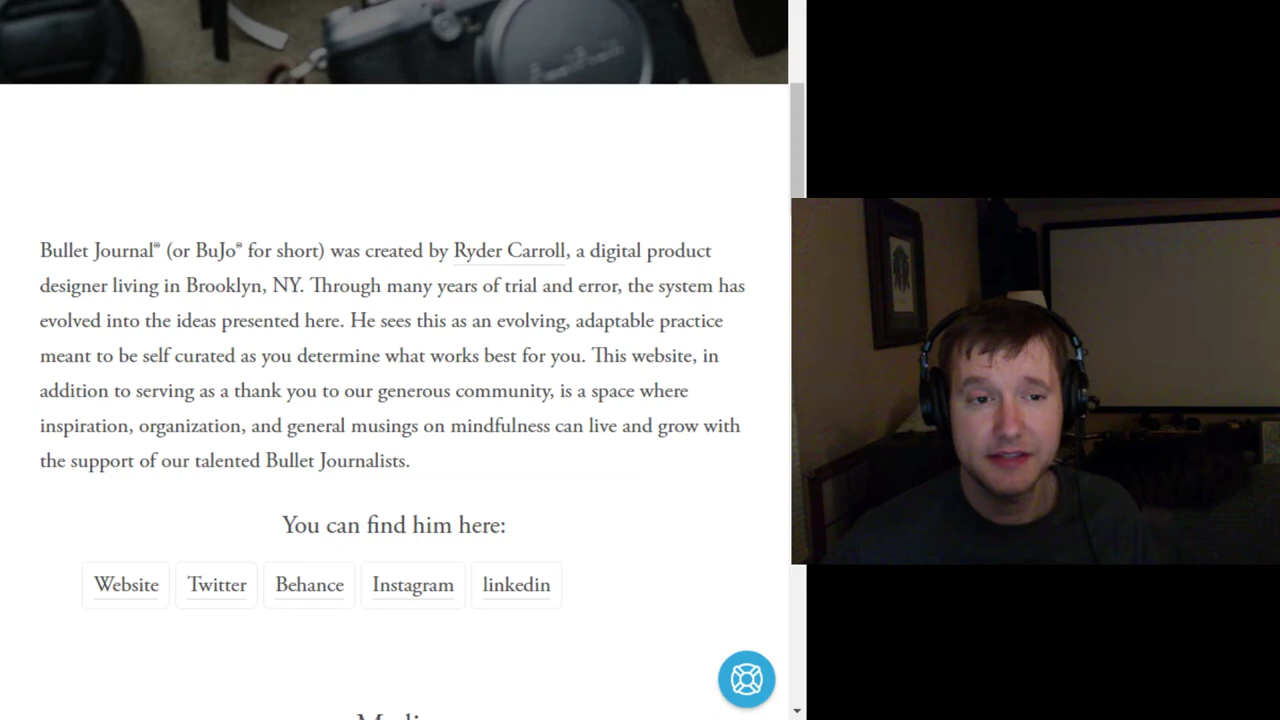 Bullet Journal® (or BuJo® for short) was created by Ryder Carroll, a digital product
designer living in Brooklyn, NY. Through many years of trial and error, the system has
evolved into the ideas presented here. He sees this as an evolving, adaptable practice
meant to be self curated as you determine what works best for you. This website, in
addition to serving as a thank you to our generous community, is a space where
inspiration, organization, and general musings on mindfulness can live and grow with
the support of our talented Bullet Journalists.
You can find him here:
Website Twitter Behance Instagram linkedin